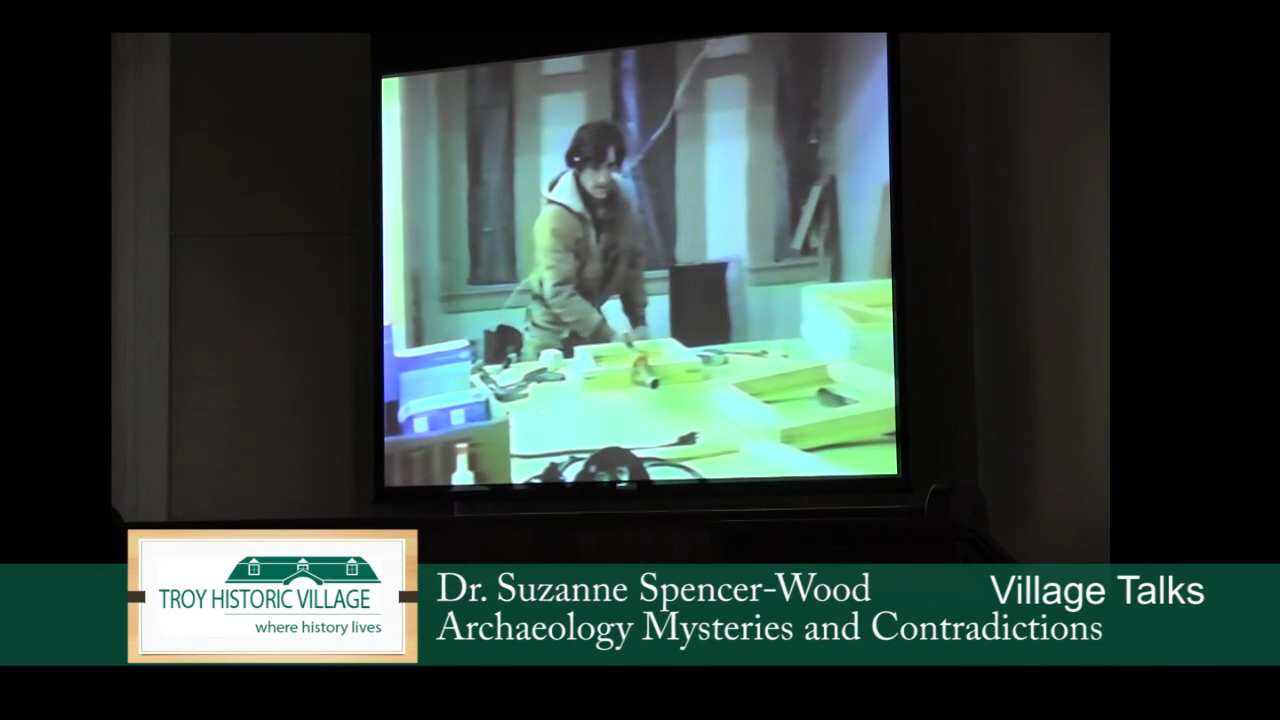 TROY HISTORIC VILLAGE
where history lives
Dr. Suzanne Spencer-Wood
Archaeology Mysteries and Contradictions
Village Talks